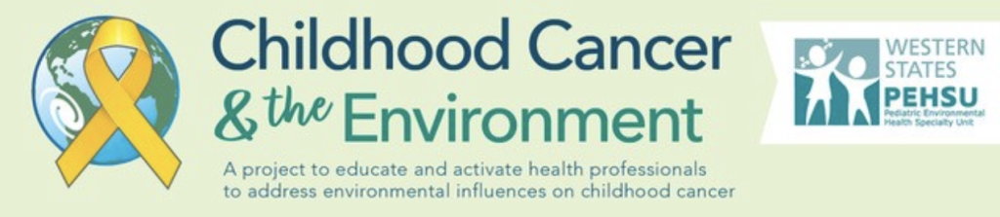 Childhood Cancer
& the Environment
A project to educate and activate health professionals
to address environmental influences on childhood cancer
WESTERN
STATES
PEHSU
Pediatric Environmental
Health Specialty Unit